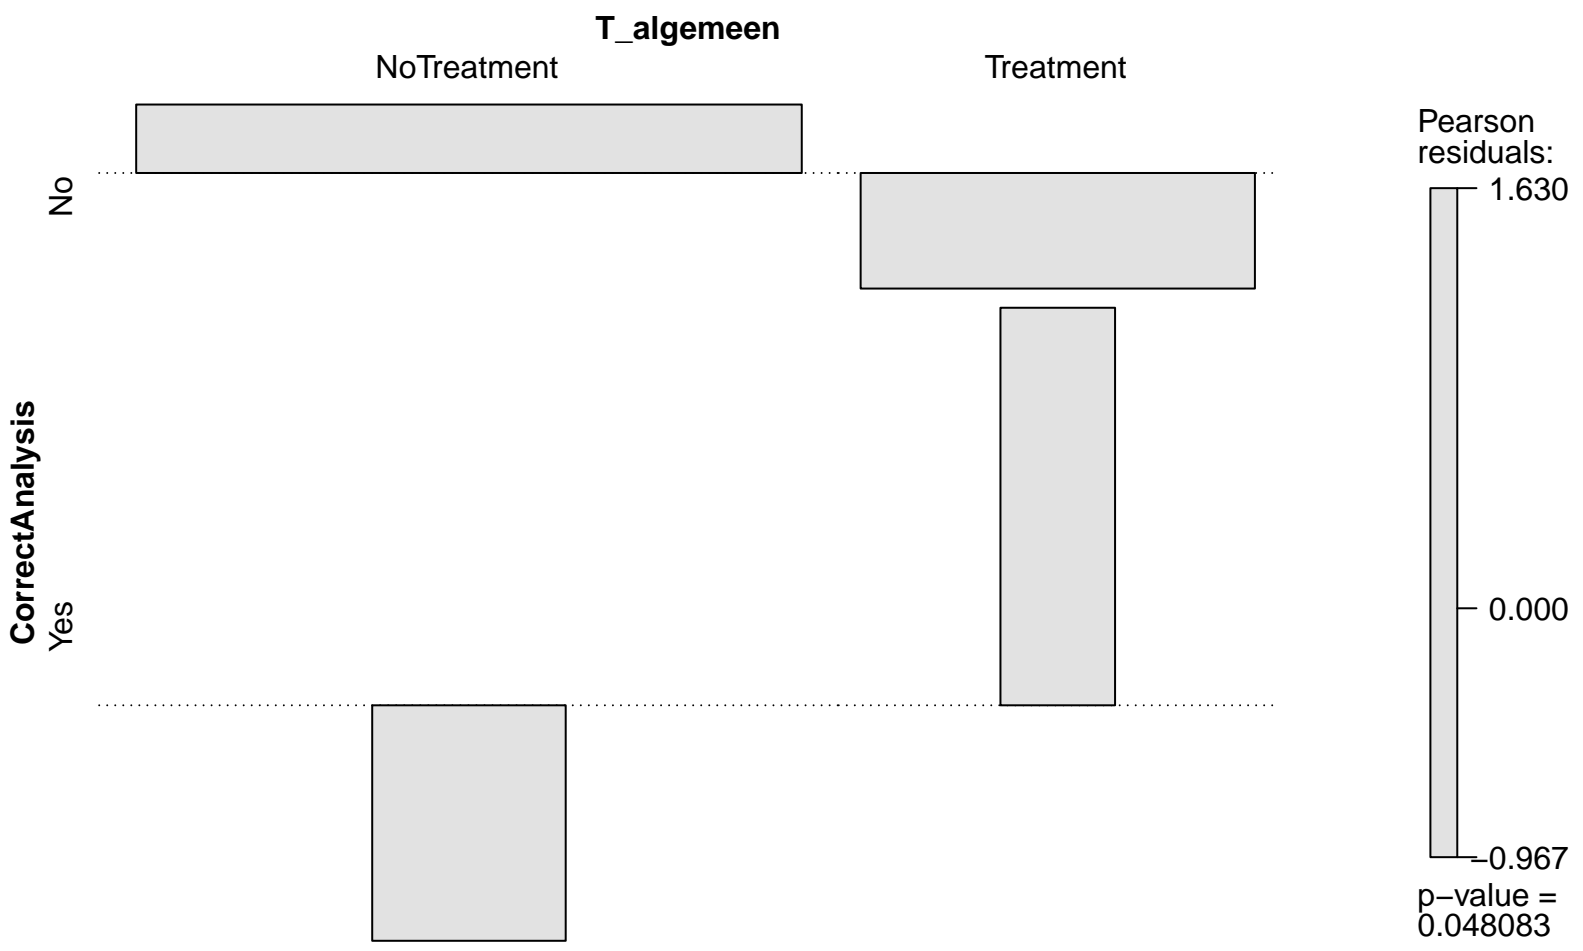 T_algemeen
NoTreatment
Treatment
CorrectAnalysis
No
Yes
Pearson
residuals:
1.630
0.000
−0.967
p−value =
0.048083